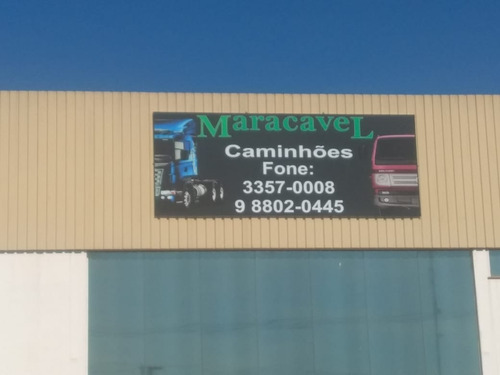 MaracaveL
Caminhões
Fone:
3357-0008
9 8802-0445